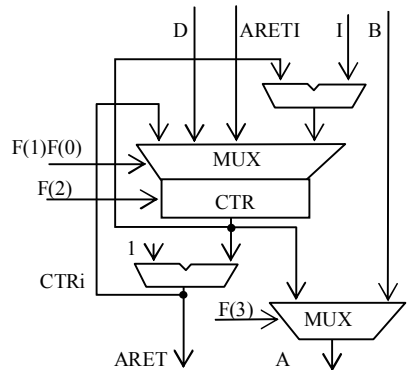 D ARETI I B
F(1)F(0)
MUX
F(2)
CTR
1
CTRi
F(3)
MUX
ARET
A